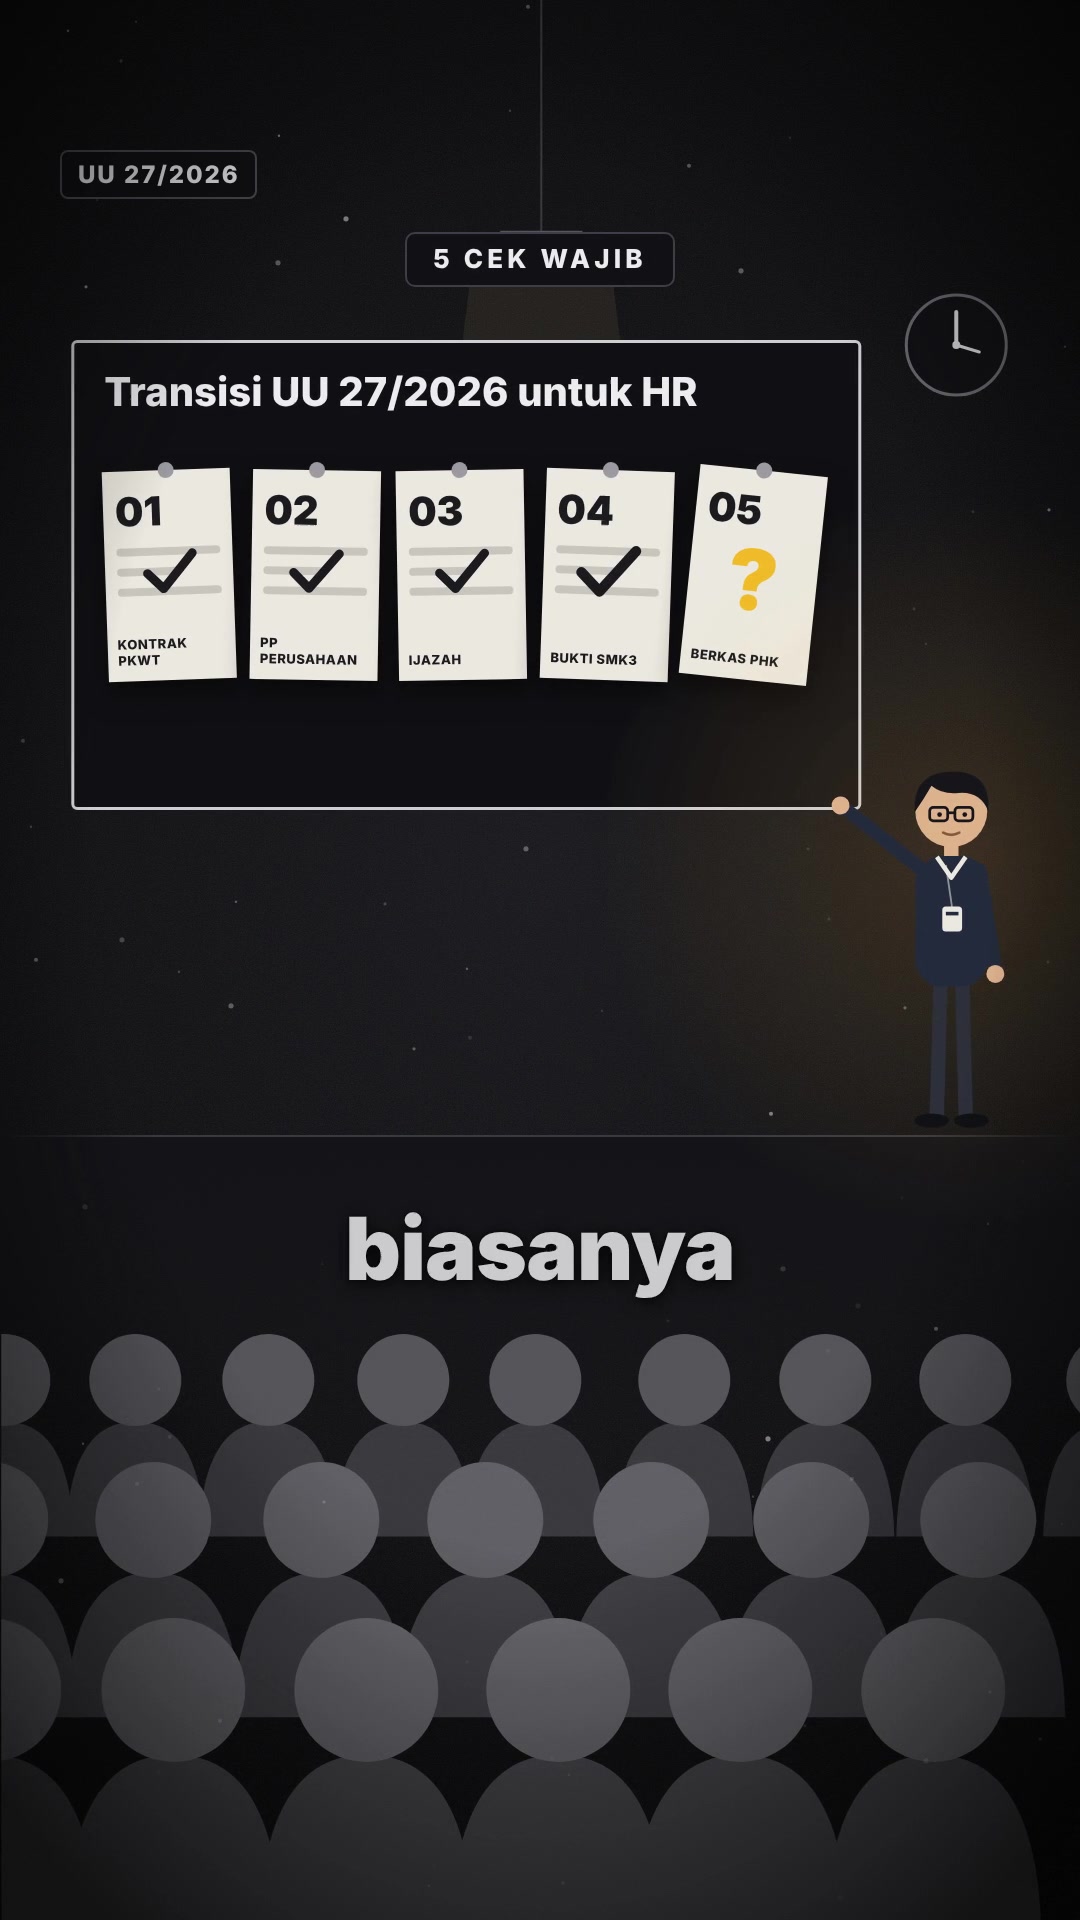 UU 27/2026
5 CEK WAJIB
Transisi UU 27/2026 untuk HR
01
KONTRAK
PKWT
02
PP
PERUSAHAAN
03
IJAZAH
04
BUKTI SMK3
05
?
BERKAS PHK
biasanya